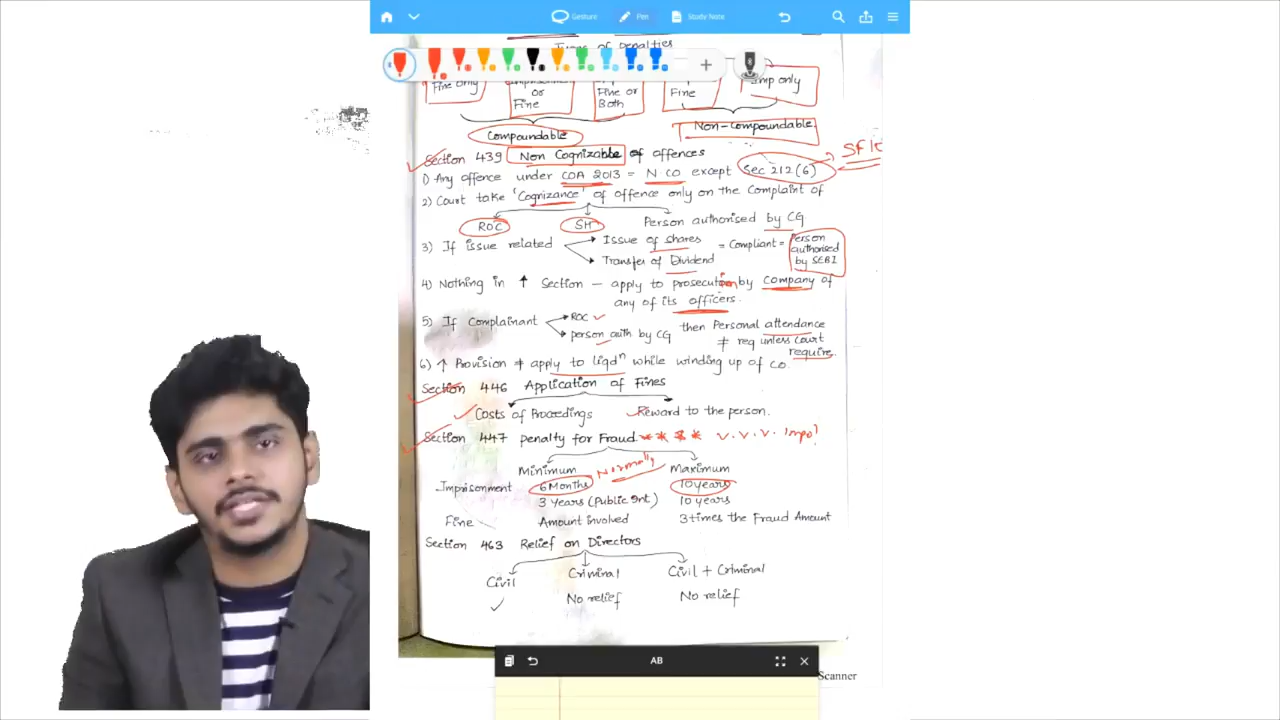 Gesture Pen Study Note
Types of penalties
Fine only
Imprisonment
or
Fine
Fine or
Both
Fine
Imp only
Compoundable
Non-compoundable
Section 439 Non Cognizable of offences
SFI
1) Any offence under COA 2013 = N CO except Sec 212(6)
2) Court take 'Cognizance' of offence only on the Complaint of
ROC SH Person authorised by CG
3) If issue related
Issue of shares
Transfer of Dividend
= Compliant =
Person
authorised
by SEBI
4) Nothing in ↑ Section – apply to prosecution by company of
any of its officers.
5) If Complainant
ROC
person auth by CG
then Personal attendance
≠ req unless court
require.
6) ↑ Provision ≠ apply to liqdⁿ while winding up of co.
Section 446 Application of Fines
Costs of Proceedings Reward to the person.
Section 447 penalty for Fraud **** V. V. V. impo!
Minimum Normally Maximum
Imprisonment 6 Months 10 years
3 Years (Public Int) 10 years
Fine Amount involved 3 times the Fraud Amount
Section 463 Relief on Directors
Civil Criminal Civil + Criminal
No relief No relief
AB
Scanner